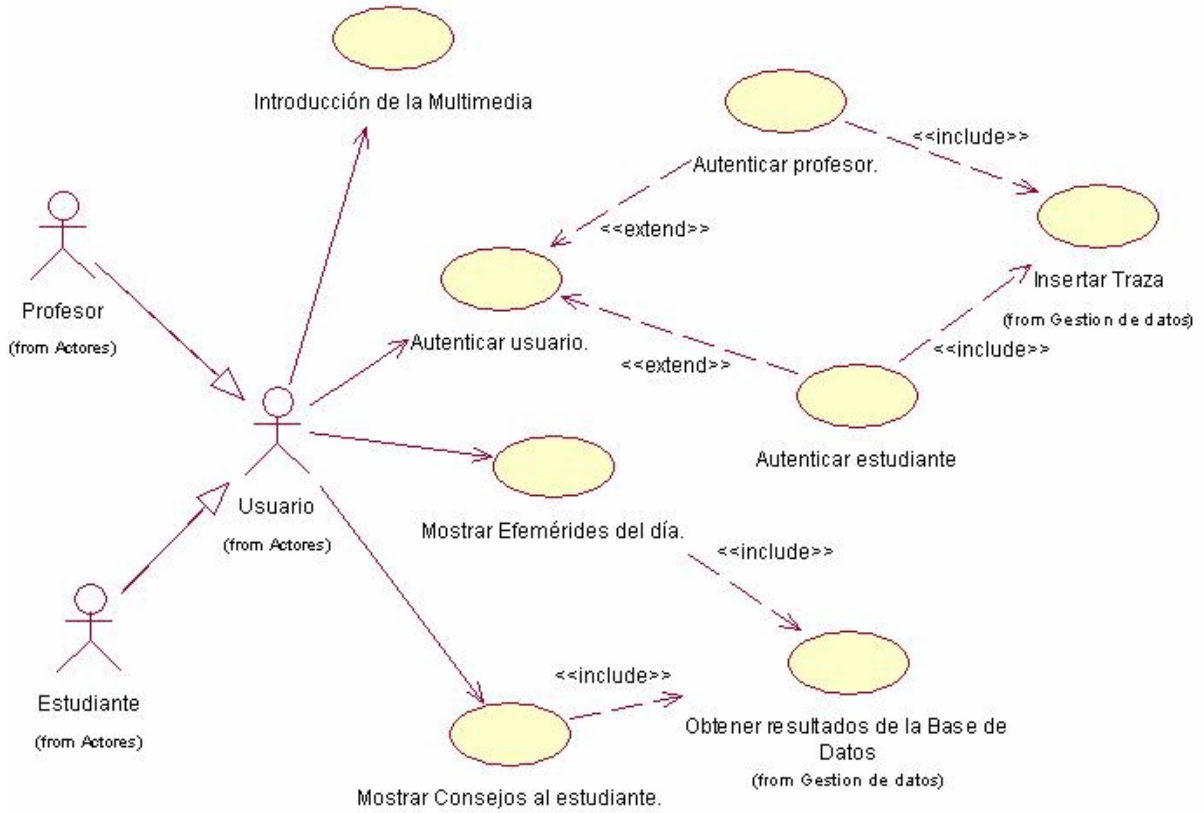 Introducción de la Multimedia
<<include>>
Autenticar profesor.
<<extend>>
Insertar Traza
(from Gestion de datos)
Profesor
(from Actores)
Autenticar usuario.
<<include>>
<<extend>>
Autenticar estudiante
Usuario
(from Actores)
Mostrar Efemérides del día.
<<include>>
Estudiante
(from Actores)
<<include>>
Obtener resultados de la Base de
Datos
(from Gestion de datos)
Mostrar Consejos al estudiante.